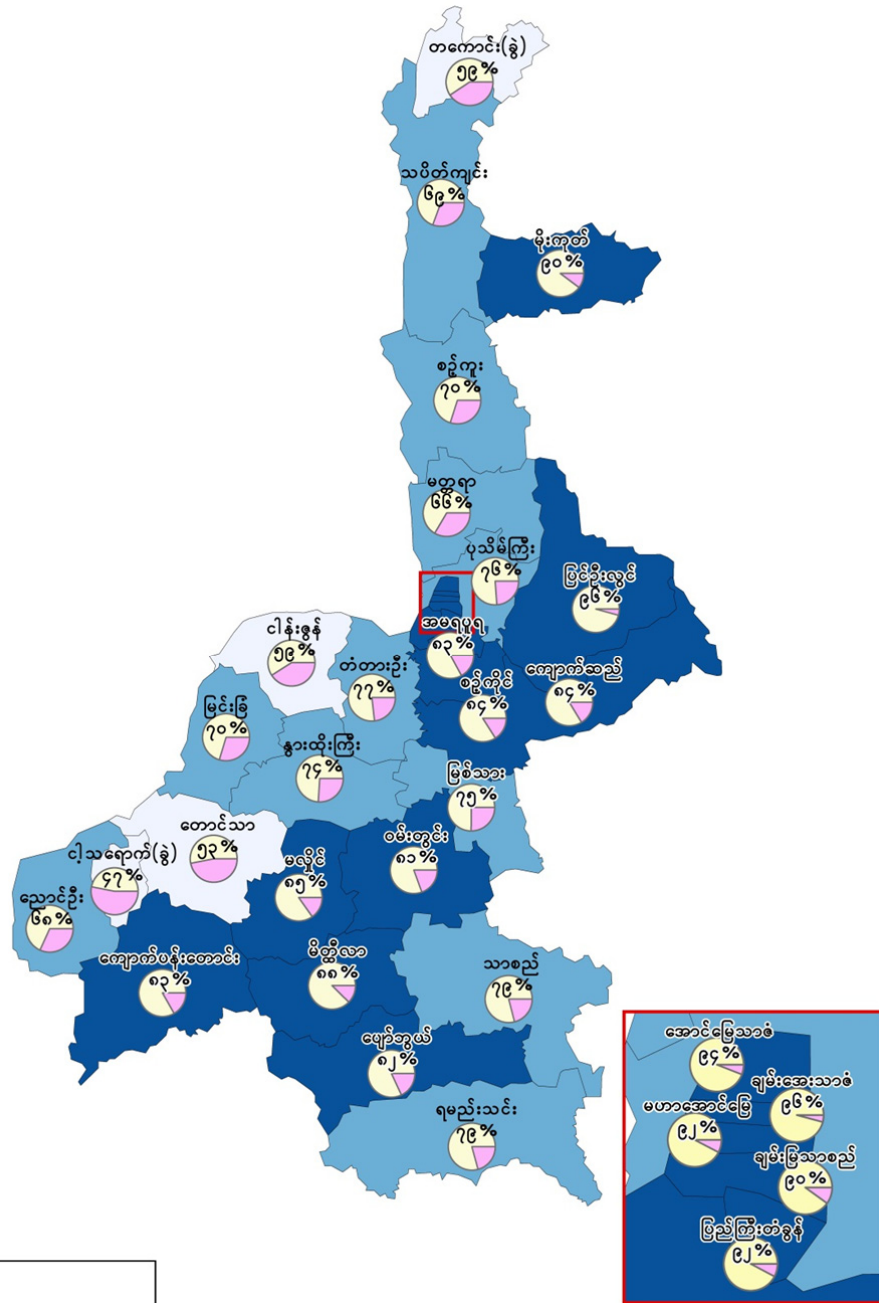 တကောင်း(ခွဲ)
၅၉%
သပိတ်ကျင်း
၆၉%
မိုးကုတ်
၉၀%
စဉ့်ကူး
၇၀%
မတ္တရာ
၆၆%
ပုသိမ်ကြီး
၇၆%
ပြင်ဦးလွင်
၉၆%
အမရပူရ
၈၃%
ငါန်းဇွန်
၅၉%
တံတားဦး
၇၇%
စဉ့်ကိုင်
၈၄%
ကျောက်ဆည်
၈၄%
မြင်းခြံ
၇၀%
နွားထိုးကြီး
၇၄%
မြစ်သား
၇၅%
တောင်သာ
၅၃%
ဝမ်းတွင်း
၈၁%
ငါ့သရောက်(ခွဲ)
၄၇%
မလှိုင်
၈၅%
ညောင်ဦး
၆၈%
ကျောက်ပန်းတောင်း
၈၃%
မိတ္ထီလာ
၈၈%
သာစည်
၇၉%
ပျော်ဘွယ်
၈၂%
ရမည်းသင်း
၇၉%
အောင်မြေသာဇံ
၉၄%
ချမ်းအေးသာဇံ
၉၆%
မဟာအောင်မြေ
၉၂%
ချမ်းမြသာစည်
၉၀%
ပြည်ကြီးတံခွန်
၉၂%